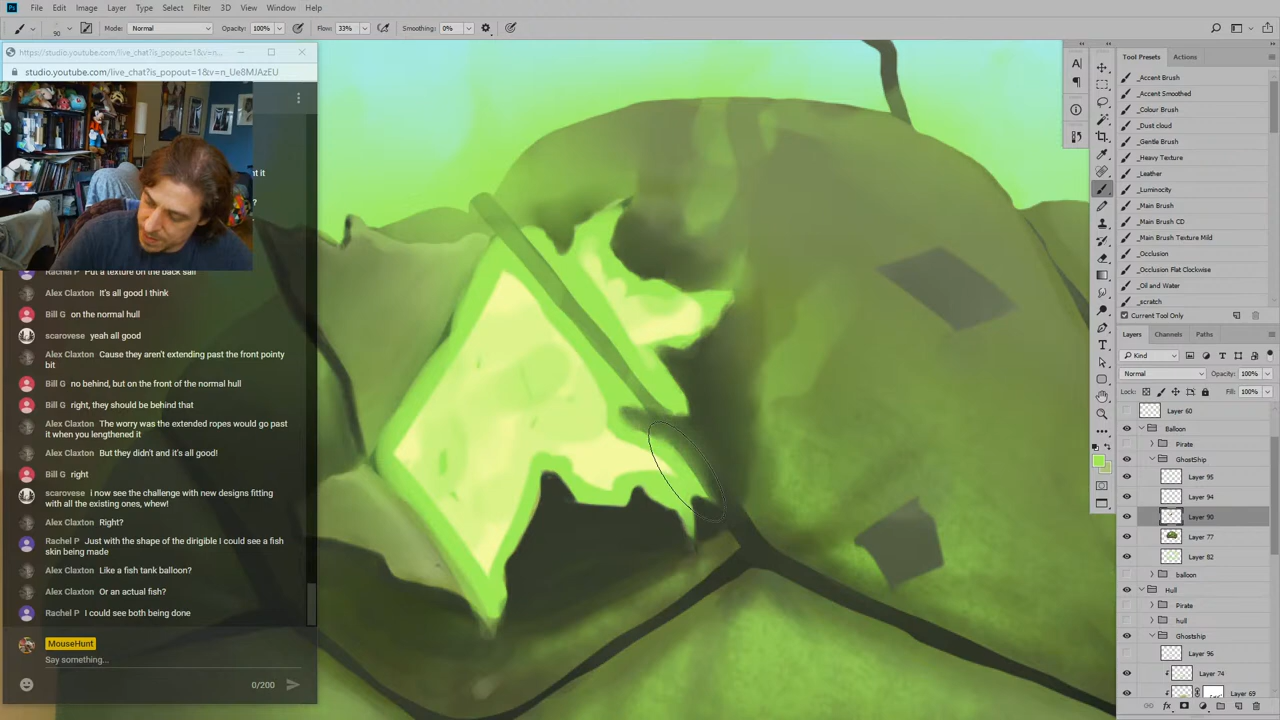 File Edit Image Layer Type Select Filter 3D View Window Help
90 Mode: Normal Opacity: 100% Flow: 33% Smoothing: 0%
https://studio.youtube.com/live_chat?is_popout=1&v=n_...
studio.youtube.com/live_chat?is_popout=1&v=n_Ue8MJAzEU
it
?
Rachel P Put a texture on the back sail
Alex Claxton It's all good I think
Bill G on the normal hull
scarovese yeah all good
Alex Claxton Cause they aren't extending past the front pointy
bit
Bill G no behind, but on the front of the normal hull
Bill G right, they should be behind that
Alex Claxton The worry was the extended ropes would go past
it when you lengthened it
Alex Claxton But they didn't and it's all good!
Bill G right
scarovese i now see the challenge with new designs fitting
with all the existing ones, whew!
Alex Claxton Right?
Rachel P Just with the shape of the dirigible I could see a fish
skin being made
Alex Claxton Like a fish tank balloon?
Alex Claxton Or an actual fish?
Rachel P I could see both being done
MouseHunt
Say something...
0/200
Tool Presets Actions
_Accent Brush
_Accent Smoothed
_Colour Brush
_Dust cloud
_Gentle Brush
_Heavy Texture
_Leather
_Luminocity
_Main Brush
_Main Brush CD
_Main Brush Texture Mild
_Occlusion
_Occlusion Flat Clockwise
_Oil and Water
_scratch
Current Tool Only
Layers Channels Paths
Kind
Normal Opacity: 100%
Lock: Fill: 100%
Layer 60
Balloon
Pirate
GhostShip
Layer 95
Layer 94
Layer 90
Layer 77
Layer 82
balloon
Hull
Pirate
hull
Ghostship
Layer 96
Layer 74
Layer 69